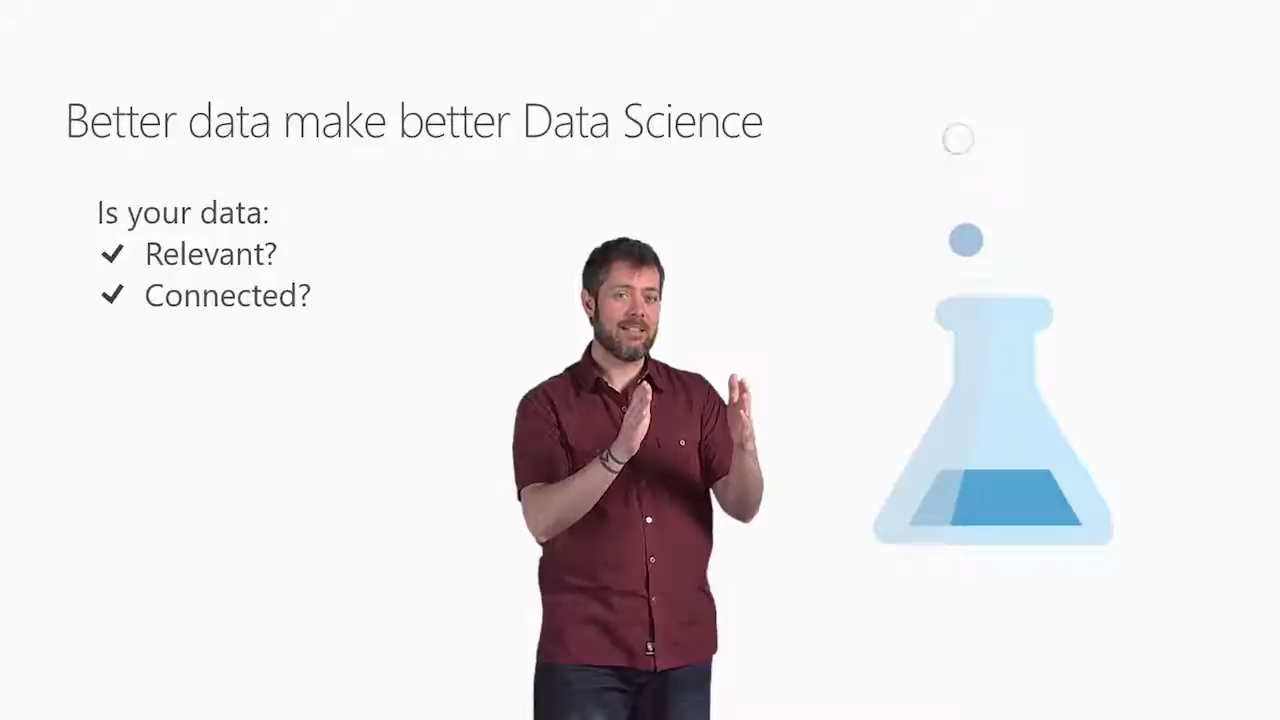 Better data make better Data Science
Is your data:
✔ Relevant?
✔ Connected?